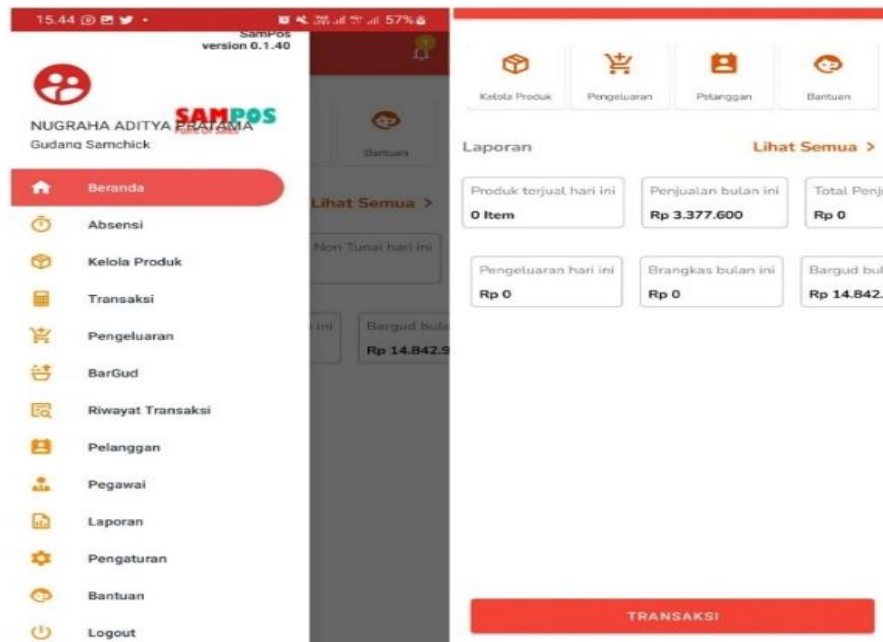 15.44
57%
SamPos
version 0.1.40
SAMPOS
NUGRAHA ADITYA PRATAMA
Gudang Samchick
Beranda
Absensi
Kelola Produk
Transaksi
Pengeluaran
BarGud
Riwayat Transaksi
Pelanggan
Pegawai
Laporan
Pengaturan
Bantuan
Logout
Bantuan
Lihat Semua >
Non Tunai hari ini
ini
Bargud bula
Rp 14.842.9
Kelola Produk
Pengeluaran
Pelanggan
Bantuan
Laporan
Lihat Semua >
Produk terjual hari ini
0 Item
Penjualan bulan ini
Rp 3.377.600
Total Penj
Rp 0
Pengeluaran hari ini
Rp 0
Brangkas bulan ini
Rp 0
Bargud bul
Rp 14.842.
TRANSAKSI